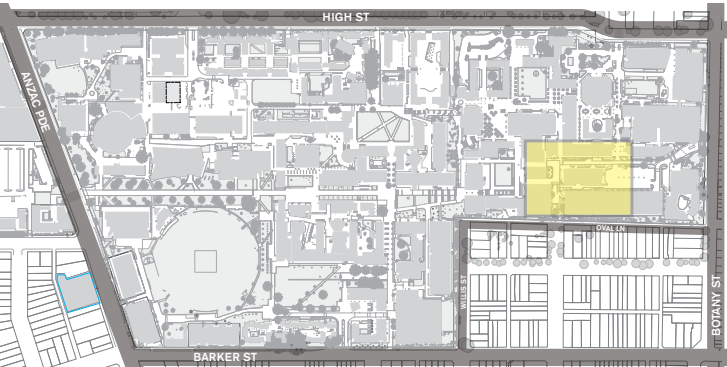 HIGH ST
ANZAC PDE
OVAL LN
WILLIS ST
BOTANY ST
BARKER ST